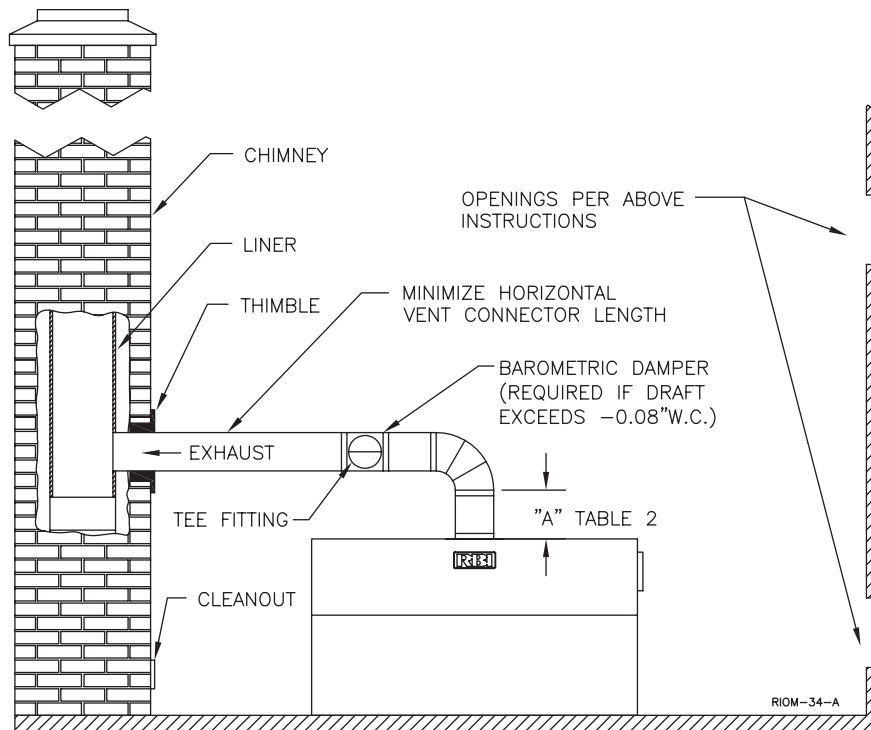 CHIMNEY
OPENINGS PER ABOVE
INSTRUCTIONS
LINER
THIMBLE
MINIMIZE HORIZONTAL
VENT CONNECTOR LENGTH
BAROMETRIC DAMPER
(REQUIRED IF DRAFT
EXCEEDS -0.08"W.C.)
EXHAUST
TEE FITTING
"A" TABLE 2
RBI
CLEANOUT
RIOM-34-A